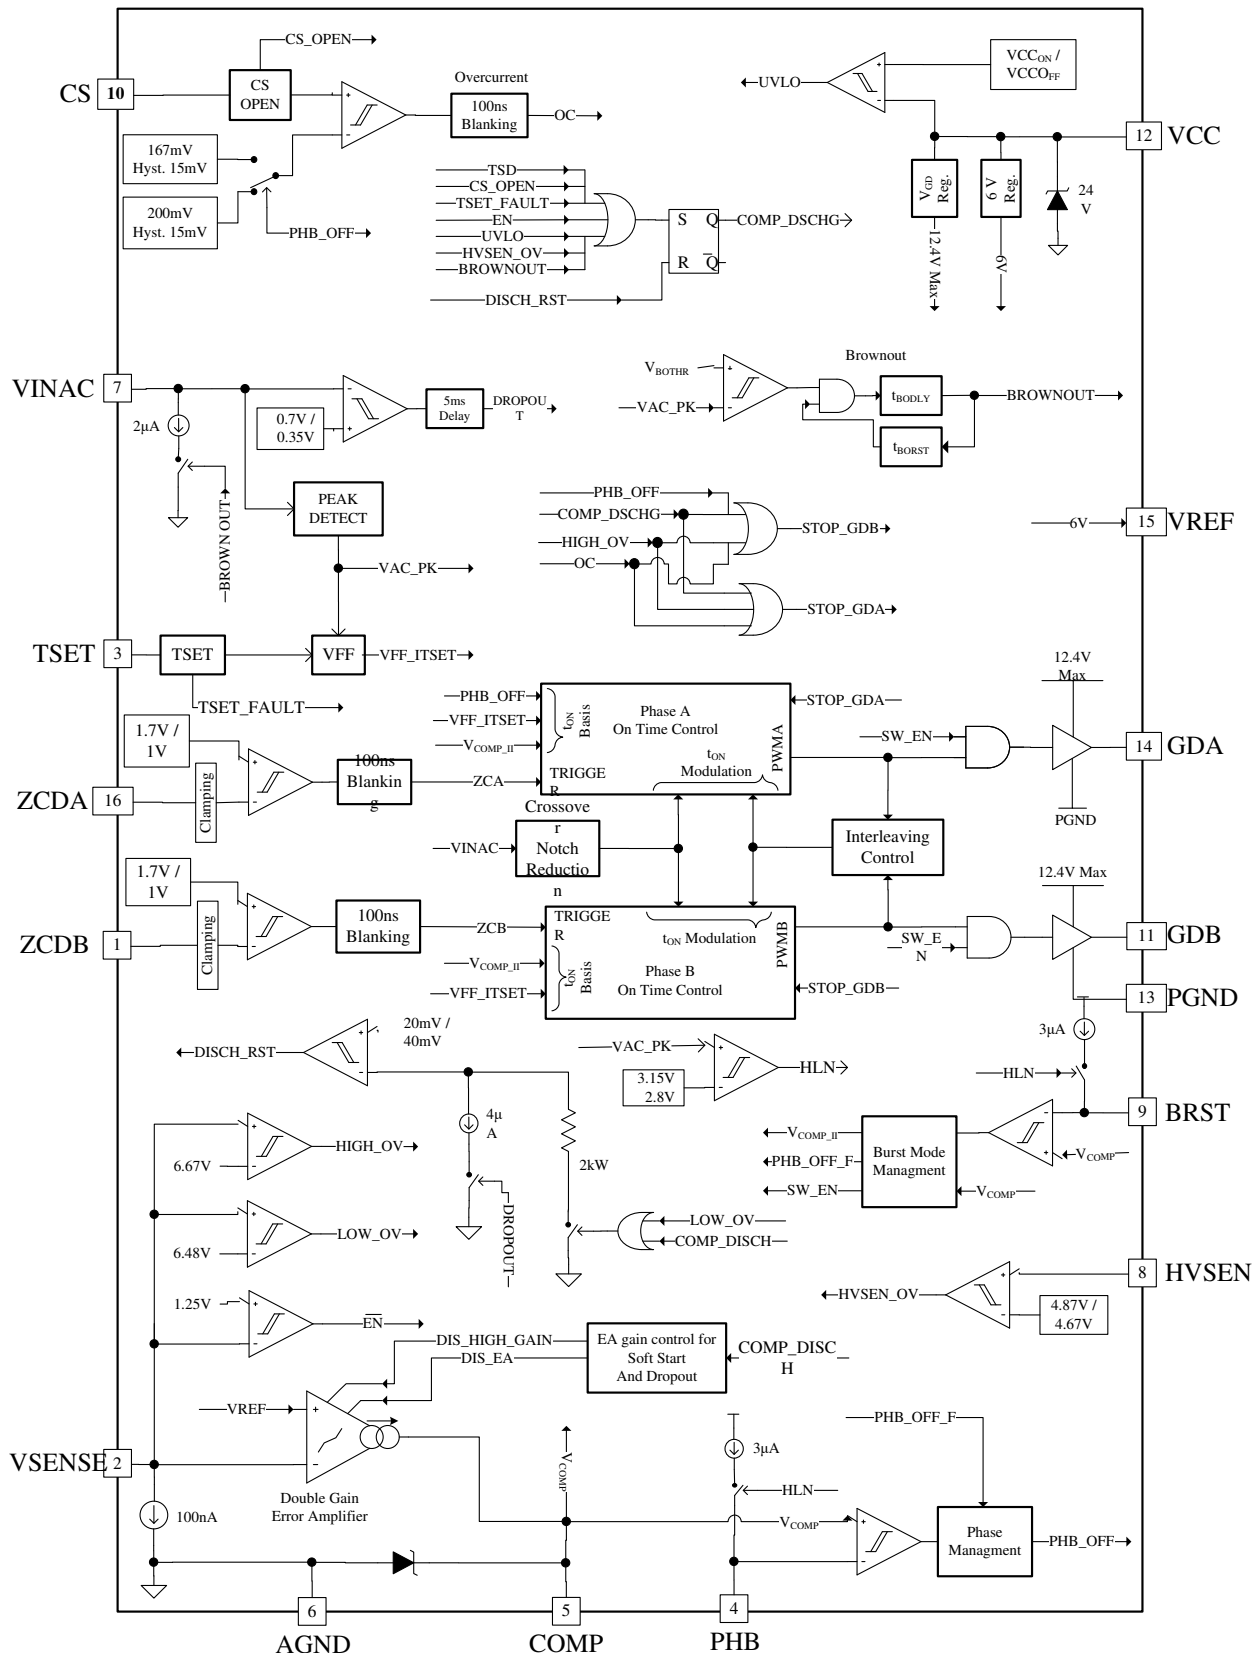 CS_OPEN
CS
10
CS
OPEN
+
-
Overcurrent
100ns
Blanking
OC
167mV
Hyst. 15mV
200mV
Hyst. 15mV
PHB_OFF
UVLO
+
-
VCCON /
VCCOFF
12
VCC
VGD
Reg.
6 V
Reg.
24
V
12.4V Max
6V
TSD
CS_OPEN
TSET_FAULT
EN
UVLO
HVSEN_OV
BROWNOUT
S
Q
R
Q
COMP_DSCHG
DISCH_RST
VINAC
7
2µA
0.7V /
0.35V
-
+
5ms
Delay
DROPOU
T
BROWN OUT
PEAK
DETECT
VAC_PK
VBOTHR
VAC_PK
+
-
Brownout
tBODLY
tBORST
BROWNOUT
PHB_OFF
COMP_DSCHG
HIGH_OV
OC
STOP_GDB
STOP_GDA
6V
15
VREF
TSET
3
TSET
VFF
VFF_ITSET
TSET_FAULT
1.7V /
1V
ZCDA
16
Clamping
+
-
100ns
Blankin
g
ZCA
PHB_OFF
VFF_ITSET
VCOMP_II
tON
Basis
Phase A
On Time Control
TRIGGE
R
tON
Modulation
PWMA
STOP_GDA
SW_EN
12.4V
Max
PGND
14
GDA
VINAC
Crossove
r
Notch
Reductio
n
Interleaving
Control
1.7V /
1V
ZCDB
1
Clamping
+
-
100ns
Blanking
ZCB
VCOMP_II
VFF_ITSET
TRIGGE
R
tON Modulation
tON
Basis
Phase B
On Time Control
PWMB
STOP_GDB
SW_E
N
12.4V Max
11
GDB
13
PGND
DISCH_RST
+
-
20mV /
40mV
4µ
A
2kW
DROPOUT
LOW_OV
COMP_DISCH
VAC_PK
3.15V
2.8V
+
-
HLN
3µA
HLN
9
BRST
-
+
VCOMP
Burst Mode
Managment
VCOMP_II
PHB_OFF_F
SW_EN
VCOMP
+
-
6.67V
HIGH_OV
+
-
6.48V
LOW_OV
1.25V
+
-
EN
8
HVSEN
HVSEN_OV
+
-
4.87V /
4.67V
DIS_HIGH_GAIN
DIS_EA
EA gain control for
Soft Start
And Dropout
COMP_DISC
H
VREF
+
-
VSENSE
2
100nA
Double Gain
Error Amplifier
VCOMP
3µA
HLN
PHB_OFF_F
VCOMP
+
-
Phase
Managment
PHB_OFF
6
5
4
AGND
COMP
PHB